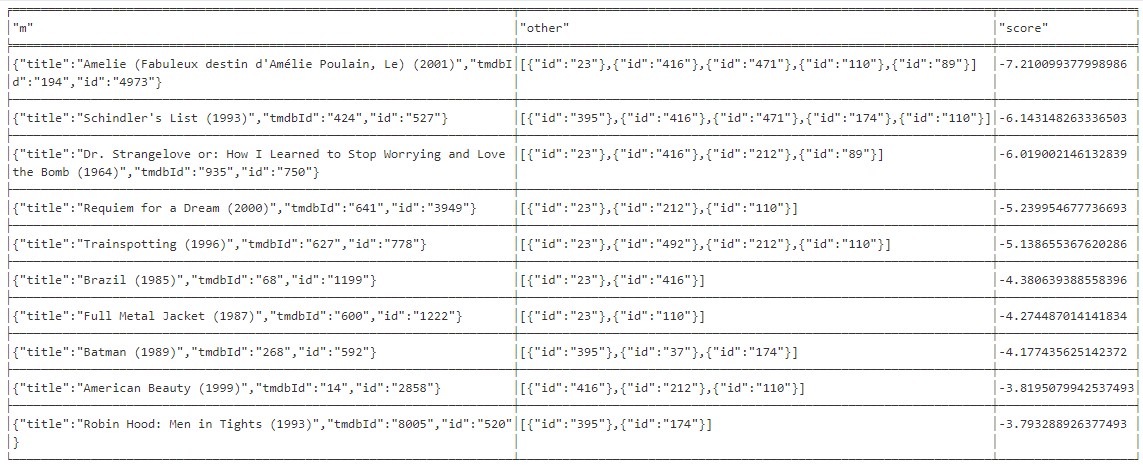 "m" "other" "score"
{"title":"Amelie (Fabuleux destin d'Amélie Poulain, Le) (2001)","tmdbI [{"id":"23"},{"id":"416"},{"id":"471"},{"id":"110"},{"id":"89"}] -7.210099377998986
d":"194","id":"4973"}
{"title":"Schindler's List (1993)","tmdbId":"424","id":"527"} [{"id":"395"},{"id":"416"},{"id":"471"},{"id":"174"},{"id":"110"}] -6.143148263336503
{"title":"Dr. Strangelove or: How I Learned to Stop Worrying and Love [{"id":"23"},{"id":"416"},{"id":"212"},{"id":"89"}] -6.019002146132839
the Bomb (1964)","tmdbId":"935","id":"750"}
{"title":"Requiem for a Dream (2000)","tmdbId":"641","id":"3949"} [{"id":"23"},{"id":"212"},{"id":"110"}] -5.239954677736693
{"title":"Trainspotting (1996)","tmdbId":"627","id":"778"} [{"id":"23"},{"id":"492"},{"id":"212"},{"id":"110"}] -5.138655367620286
{"title":"Brazil (1985)","tmdbId":"68","id":"1199"} [{"id":"23"},{"id":"416"}] -4.380639388558396
{"title":"Full Metal Jacket (1987)","tmdbId":"600","id":"1222"} [{"id":"23"},{"id":"110"}] -4.274487014141834
{"title":"Batman (1989)","tmdbId":"268","id":"592"} [{"id":"395"},{"id":"37"},{"id":"174"}] -4.177435625142372
{"title":"American Beauty (1999)","tmdbId":"14","id":"2858"} [{"id":"416"},{"id":"212"},{"id":"110"}] -3.8195079942537493
{"title":"Robin Hood: Men in Tights (1993)","tmdbId":"8005","id":"520" [{"id":"395"},{"id":"174"}] -3.793288926377493
}